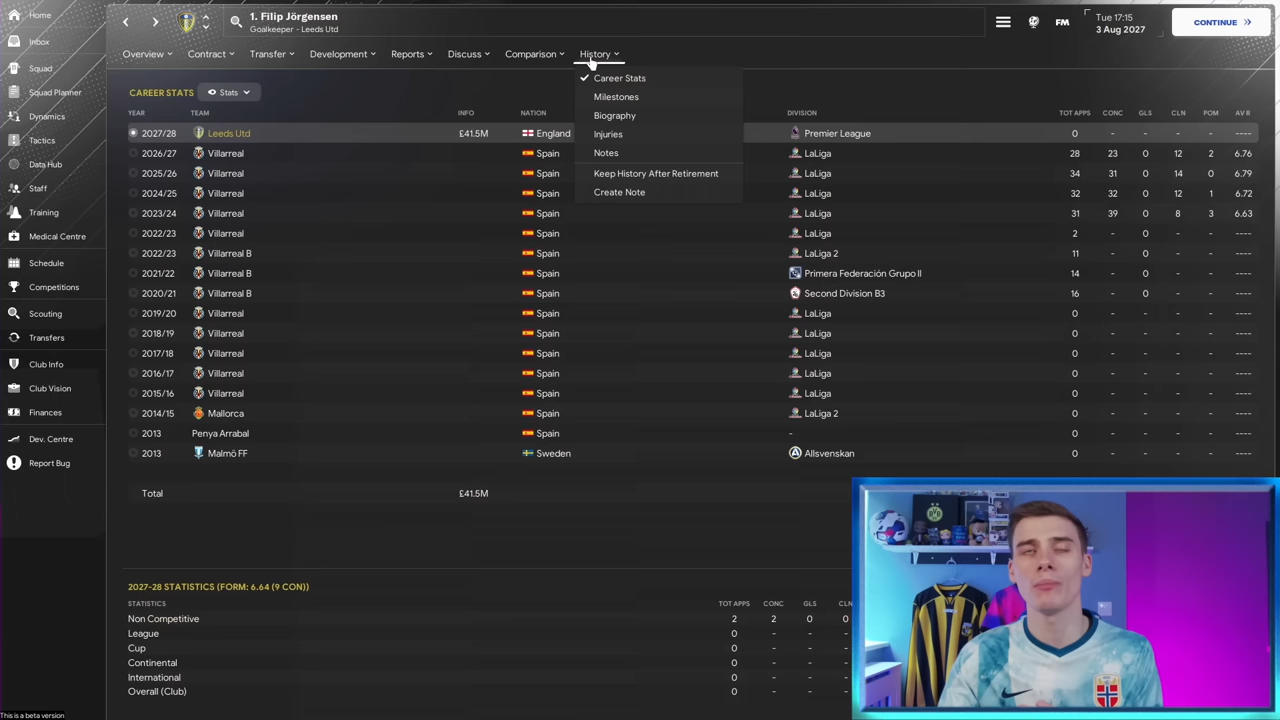 Home
Inbox
Squad
Squad Planner
Dynamics
Tactics
Data Hub
Staff
Training
Medical Centre
Schedule
Competitions
Scouting
Transfers
Club Info
Club Vision
Finances
Dev. Centre
Report Bug
This is a beta version
1. Filip Jörgensen
Goalkeeper - Leeds Utd
FM
Tue 17:15
3 Aug 2027
CONTINUE
Overview Contract Transfer Development Reports Discuss Comparison History
Career Stats
Milestones
Biography
Injuries
Notes
Keep History After Retirement
Create Note
CAREER STATS Stats
YEAR TEAM INFO NATION DIVISION TOT APPS CONC GLS CLN POM AV R
2027/28 Leeds Utd £41.5M England Premier League 0 - 0 - - ----
2026/27 Villarreal Spain LaLiga 28 23 0 12 2 6.76
2025/26 Villarreal Spain LaLiga 34 31 0 14 0 6.79
2024/25 Villarreal Spain LaLiga 32 32 0 12 1 6.72
2023/24 Villarreal Spain LaLiga 31 39 0 8 3 6.63
2022/23 Villarreal Spain LaLiga 2 - 0 - - ----
2022/23 Villarreal B Spain LaLiga 2 11 - 0 - - ----
2021/22 Villarreal B Spain Primera Federación Grupo II 14 - 0 - - ----
2020/21 Villarreal B Spain Second Division B3 16 - 0 - - ----
2019/20 Villarreal Spain LaLiga 0 - - - - ----
2018/19 Villarreal Spain LaLiga 0 - - - - ----
2017/18 Villarreal Spain LaLiga 0 - - - - ----
2016/17 Villarreal Spain LaLiga 0 - - - - ----
2015/16 Villarreal Spain LaLiga 0 - - - - ----
2014/15 Mallorca Spain LaLiga 2 0 - - - - ----
2013 Penya Arrabal Spain - 0 - - - - ----
2013 Malmö FF Sweden Allsvenskan 0 - - - - ----
Total £41.5M
2027-28 STATISTICS (FORM: 6.64 (9 CON))
STATISTICS TOT APPS CONC GLS CLN
Non Competitive 2 2 0 0
League 0 - - -
Cup 0 - - -
Continental 0 - - -
International 0 - - -
Overall (Club) 0 - - -